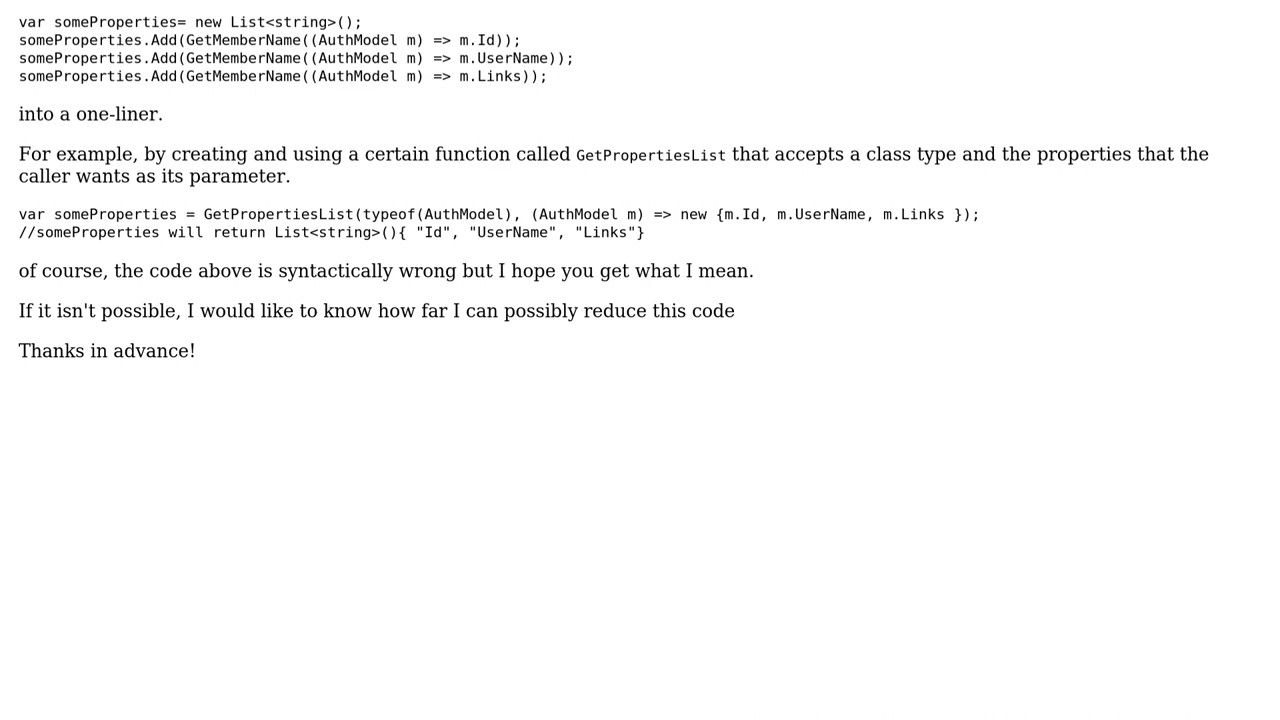 var someProperties= new List<string>();
someProperties.Add(GetMemberName((AuthModel m) => m.Id));
someProperties.Add(GetMemberName((AuthModel m) => m.UserName));
someProperties.Add(GetMemberName((AuthModel m) => m.Links));
into a one-liner.
For example, by creating and using a certain function called GetPropertiesList that accepts a class type and the properties that the
caller wants as its parameter.
var someProperties = GetPropertiesList(typeof(AuthModel), (AuthModel m) => new {m.Id, m.UserName, m.Links });
//someProperties will return List<string>(){ "Id", "UserName", "Links"}
of course, the code above is syntactically wrong but I hope you get what I mean.
If it isn't possible, I would like to know how far I can possibly reduce this code
Thanks in advance!